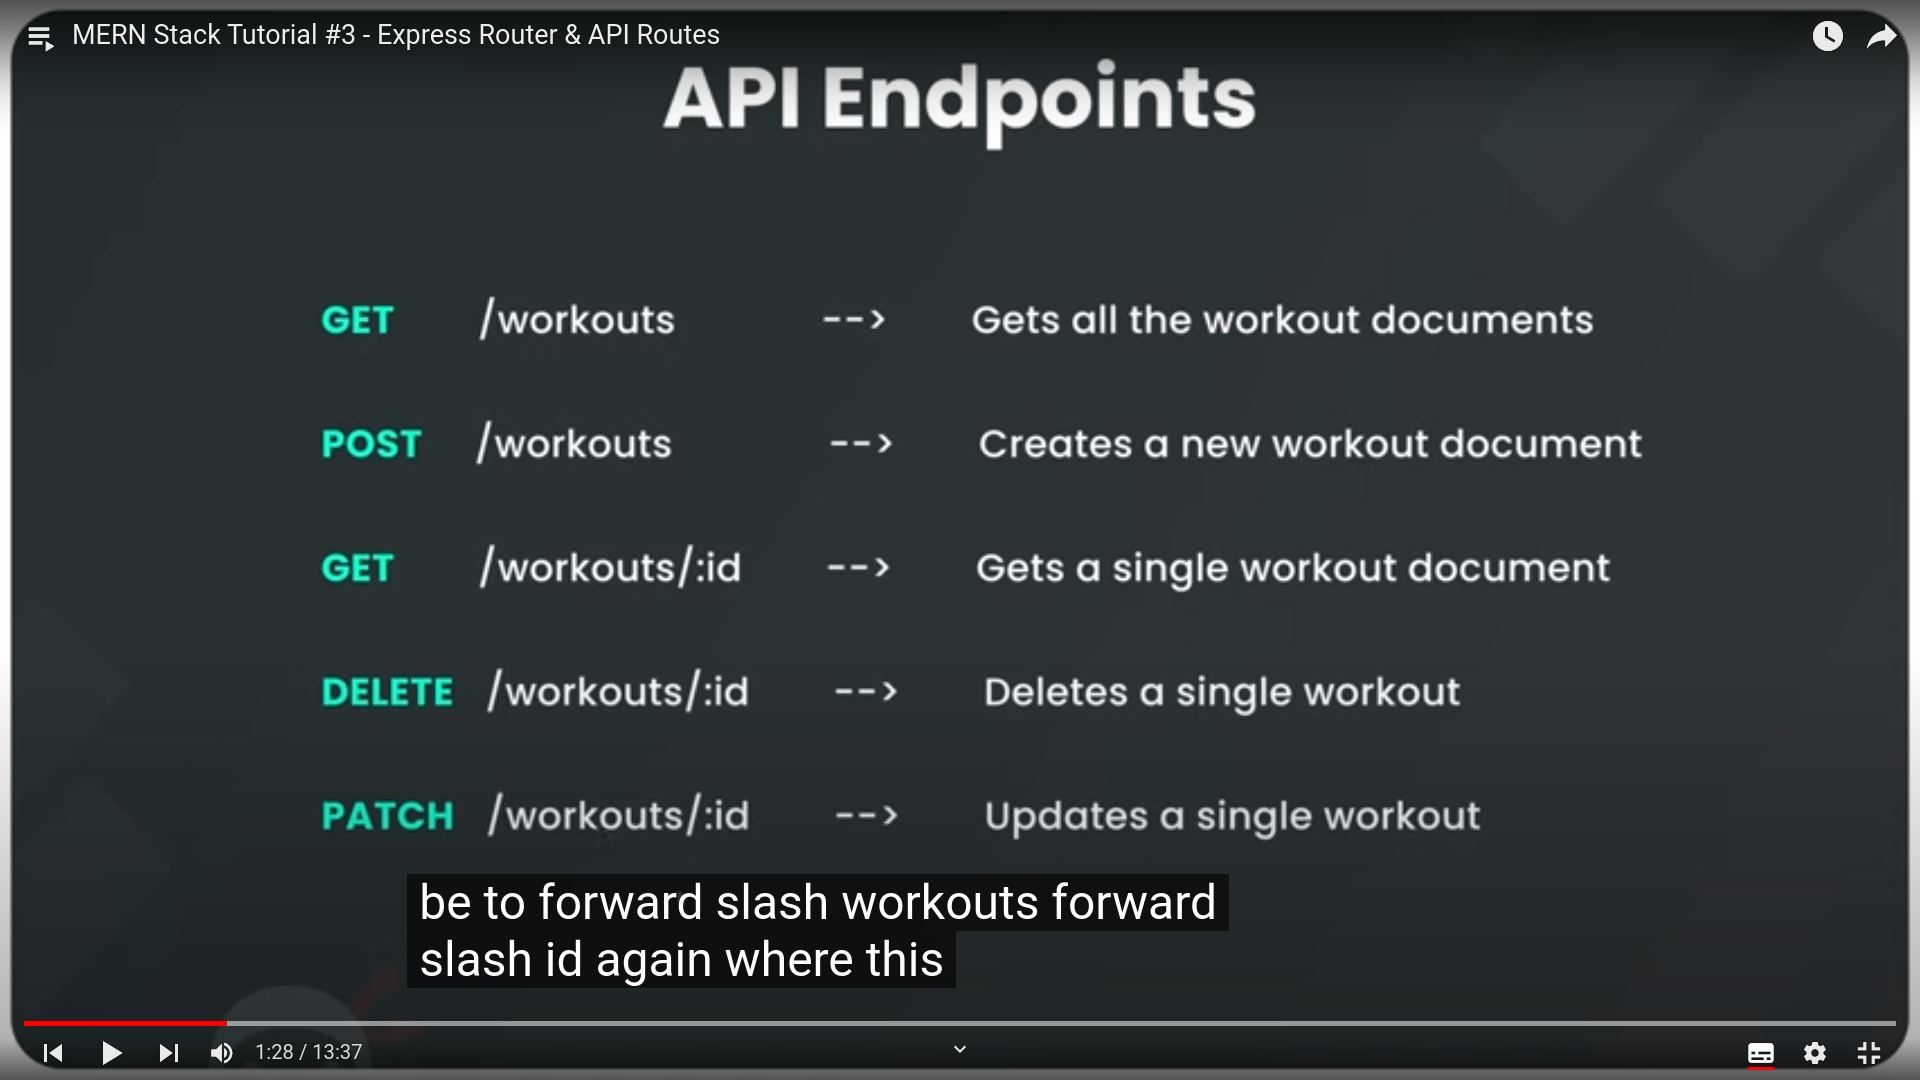 MERN Stack Tutorial #3 - Express Router & API Routes
API Endpoints
GET /workouts --> Gets all the workout documents
POST /workouts --> Creates a new workout document
GET /workouts/:id --> Gets a single workout document
DELETE /workouts/:id --> Deletes a single workout
PATCH /workouts/:id --> Updates a single workout
be to forward slash workouts forward
slash id again where this
1:28 / 13:37